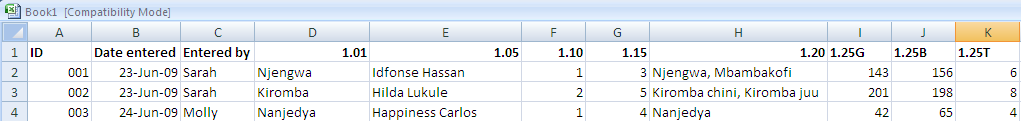 Book1 [Compatibility Mode]
A B C D E F G H I J K
1 ID Date entered Entered by 1.01 1.05 1.10 1.15 1.20 1.25G 1.25B 1.25T
2 001 23-Jun-09 Sarah Njengwa Idfonse Hassan 1 3 Njengwa, Mbambakofi 143 156 6
3 002 23-Jun-09 Sarah Kiromba Hilda Lukule 2 5 Kiromba chini, Kiromba juu 201 198 8
4 003 24-Jun-09 Molly Nanjedya Happiness Carlos 1 4 Nanjedya 42 65 4